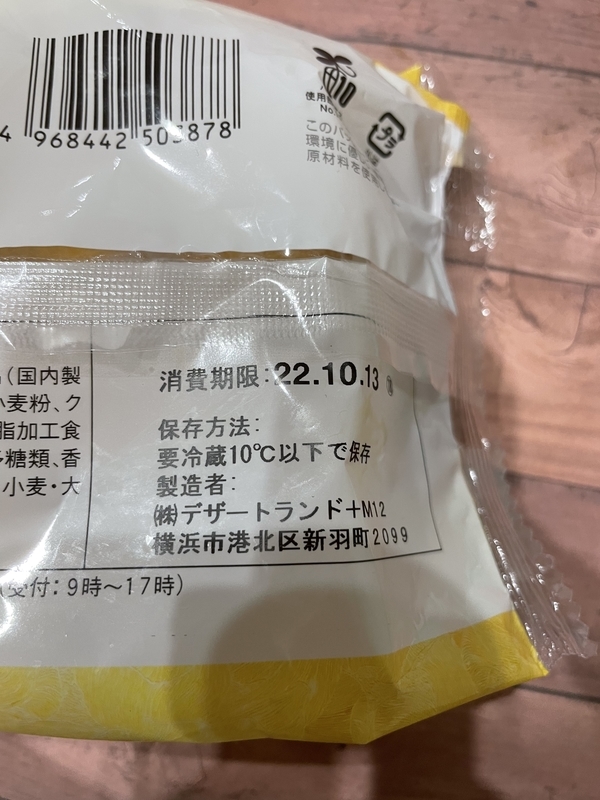 4 968442 503878
使用
このパ
環境に
原材料を使
(国内製
小麦粉、ク
脂加工食
多糖類、香
小麦・大
消費期限:22.10.13
保存方法:
要冷蔵10℃以下で保存
製造者:
㈱デザートランド+M12
横浜市港北区新羽町2099
(受付:9時〜17時)